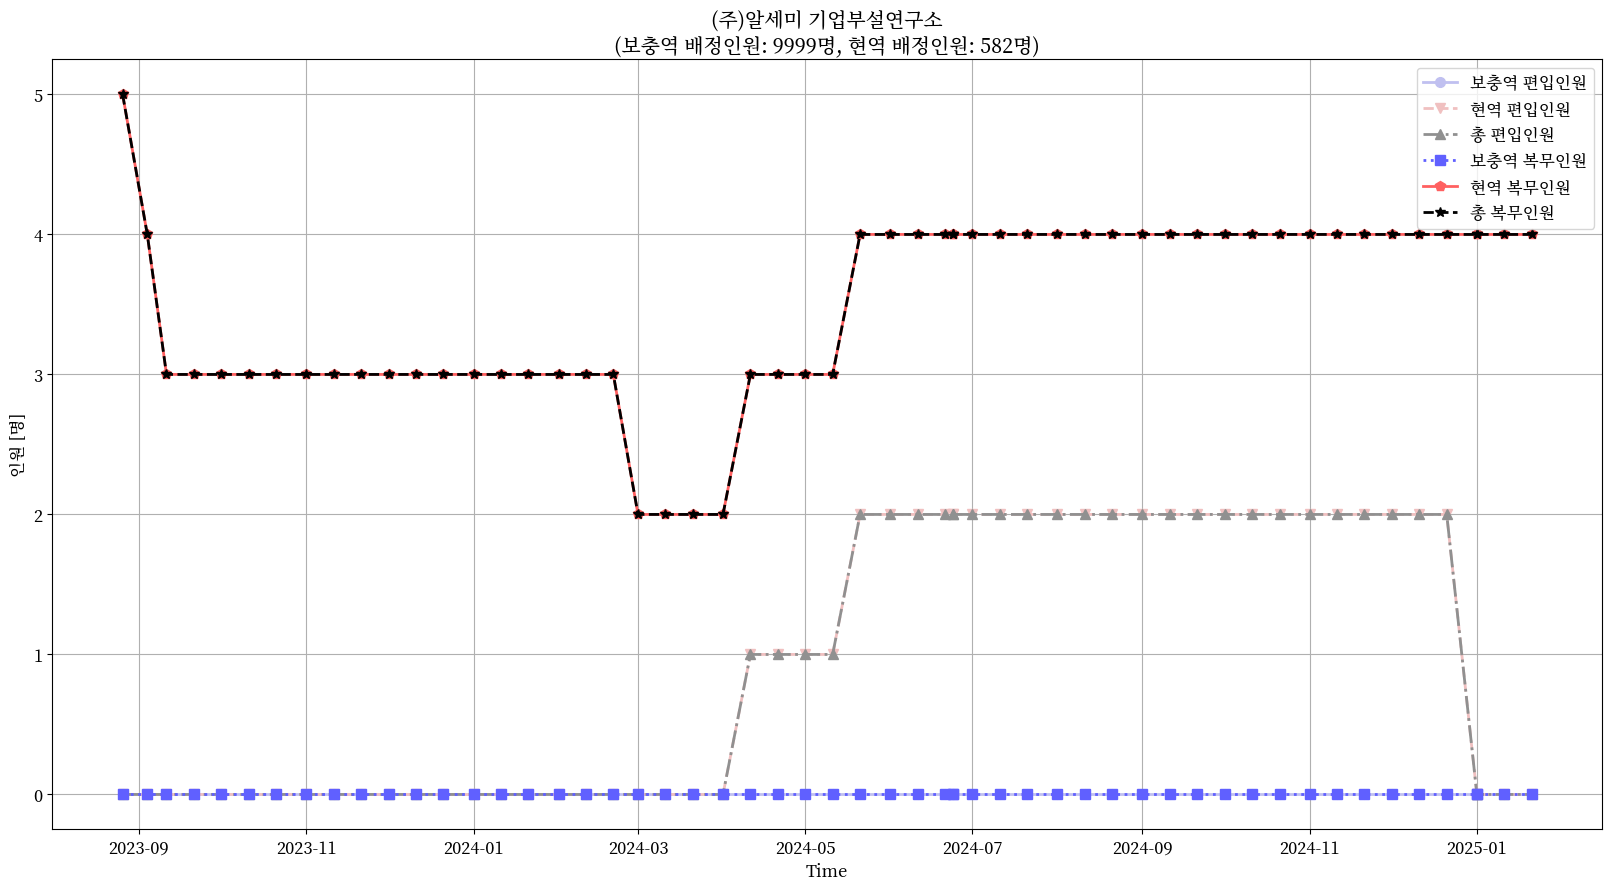 (주)알세미 기업부설연구소
(보충역 배정인원: 9999명, 현역 배정인원: 582명)
보충역 편입인원
현역 편입인원
총 편입인원
보충역 복무인원
현역 복무인원
총 복무인원
인원 [명]
5
4
3
2
1
0
2023-09
2023-11
2024-01
2024-03
2024-05
2024-07
2024-09
2024-11
2025-01
Time